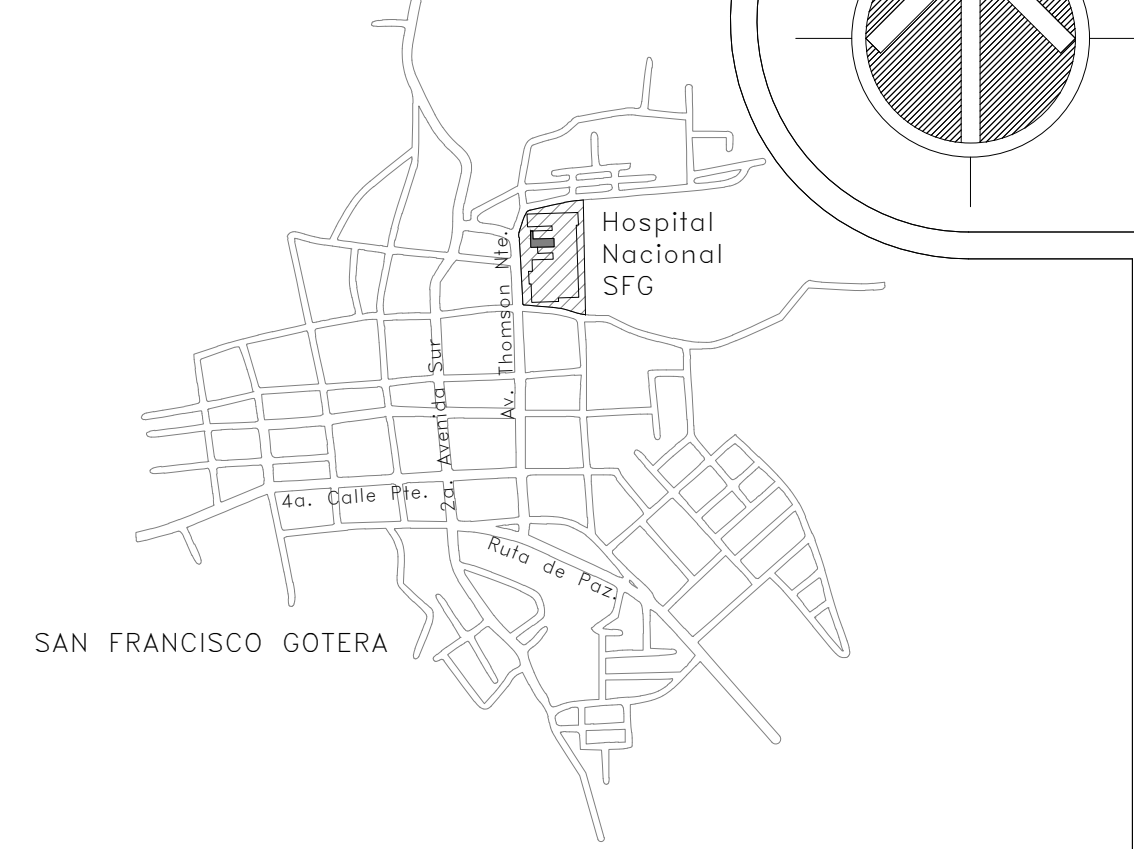 Hospital
Nacional
SFG
Av. Thomson Nte.
2a. Avenida Sur
4a. Calle Pte.
Ruta de Paz.
SAN FRANCISCO GOTERA